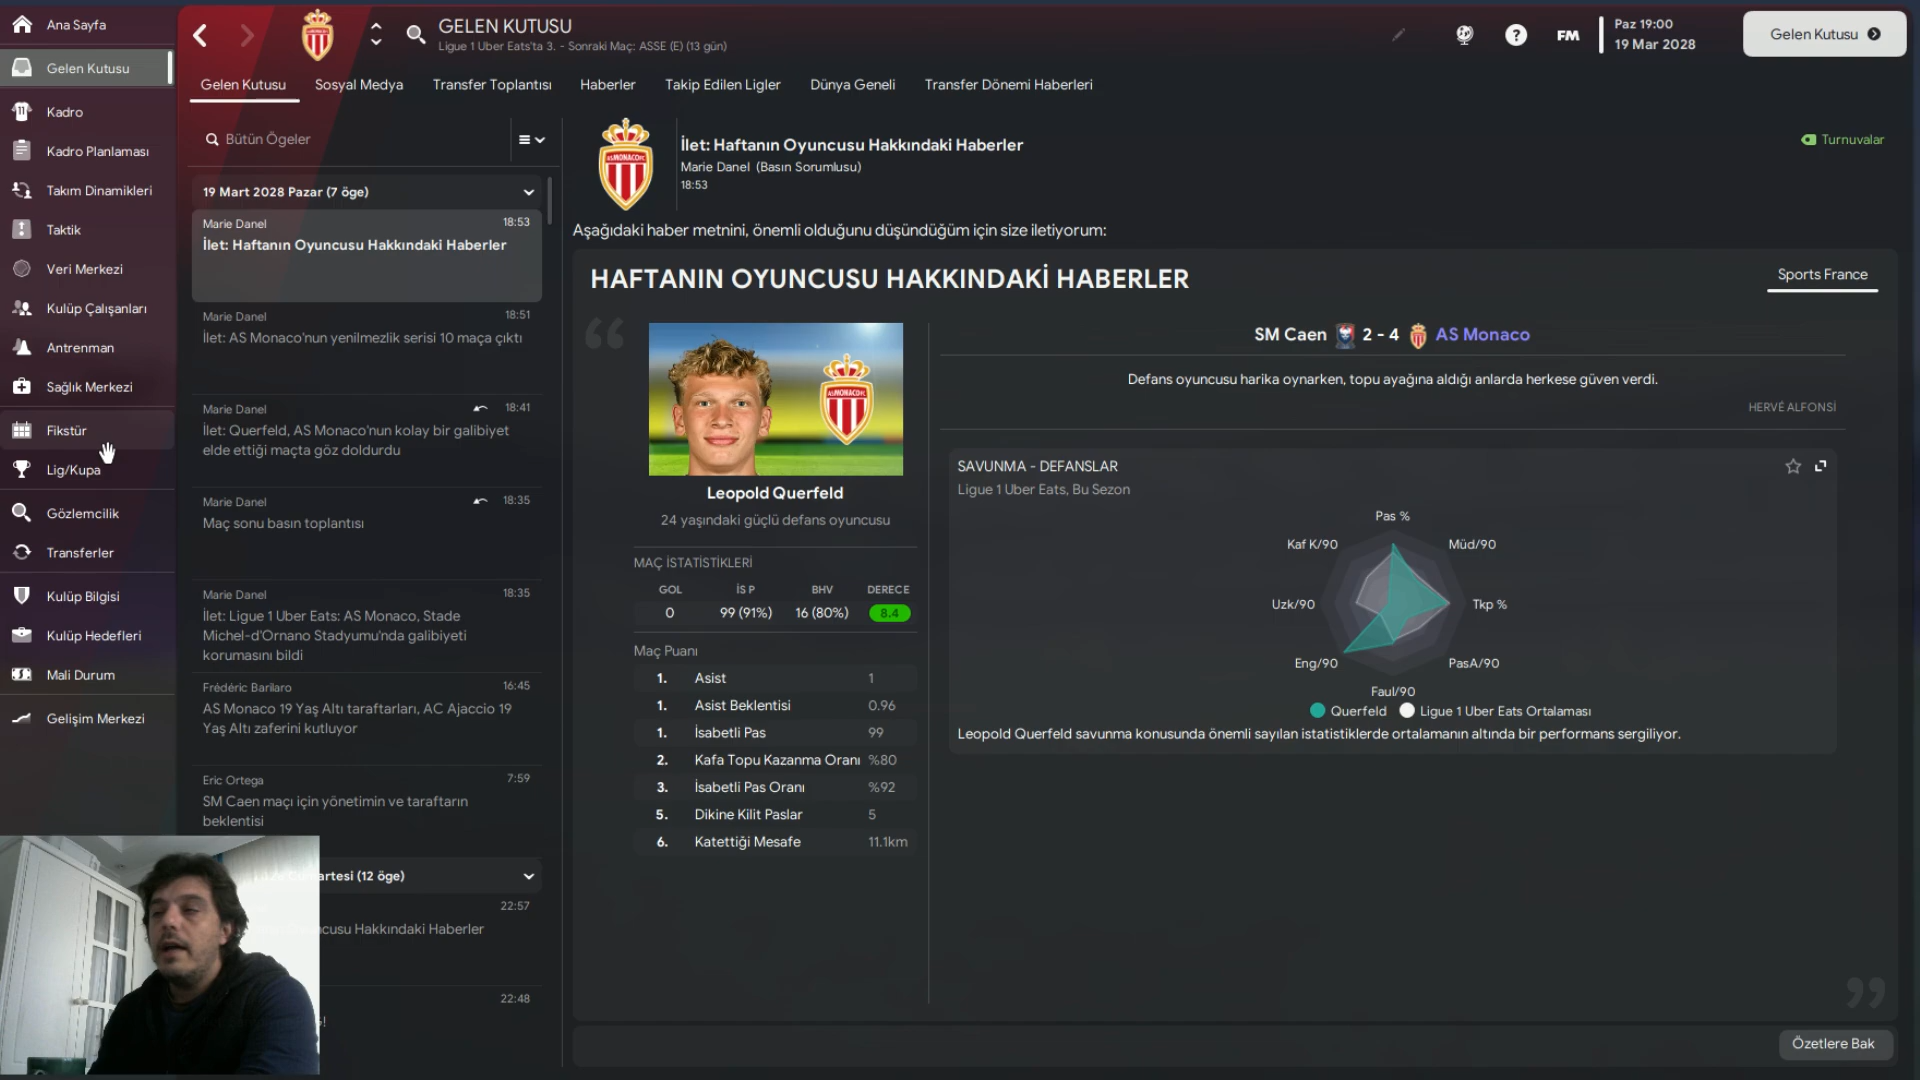 Ana Sayfa
Gelen Kutusu
Kadro
Kadro Planlaması
Takım Dinamikleri
Taktik
Veri Merkezi
Kulüp Çalışanları
Antrenman
Sağlık Merkezi
Fikstür
Lig/Kupa
Gözlemcilik
Transferler
Kulüp Bilgisi
Kulüp Hedefleri
Mali Durum
Gelişim Merkezi
GELEN KUTUSU
Ligue 1 Uber Eats'ta 3. - Sonraki Maç: ASSE (E) (13 gün)
FM
Paz 19:00
19 Mar 2028
Gelen Kutusu
Gelen Kutusu Sosyal Medya Transfer Toplantısı Haberler Takip Edilen Ligler Dünya Geneli Transfer Dönemi Haberleri
Bütün Ögeler
19 Mart 2028 Pazar (7 öge)
Marie Danel 18:53
İlet: Haftanın Oyuncusu Hakkındaki Haberler
Marie Danel 18:51
İlet: AS Monaco'nun yenilmezlik serisi 10 maça çıktı
Marie Danel 18:41
İlet: Querfeld, AS Monaco'nun kolay bir galibiyet
elde ettiği maçta göz doldurdu
Marie Danel 18:35
Maç sonu basın toplantısı
Marie Danel 18:35
İlet: Ligue 1 Uber Eats: AS Monaco, Stade
Michel-d'Ornano Stadyumu'nda galibiyeti
korumasını bildi
Frédéric Barilaro 16:45
AS Monaco 19 Yaş Altı taraftarları, AC Ajaccio 19
Yaş Altı zaferini kutluyor
Eric Ortega 7:59
SM Caen maçı için yönetimin ve taraftarın
beklentisi
artesi (12 öge)
22:57
cusu Hakkındaki Haberler
22:48
İlet: Haftanın Oyuncusu Hakkındaki Haberler
Marie Danel (Basın Sorumlusu)
18:53
Turnuvalar
Aşağıdaki haber metnini, önemli olduğunu düşündüğüm için size iletiyorum:
HAFTANIN OYUNCUSU HAKKINDAKİ HABERLER
Sports France
Leopold Querfeld
24 yaşındaki güçlü defans oyuncusu
MAÇ İSTATİSTİKLERİ
GOL İS P BHV DERECE
0 99 (91%) 16 (80%) 8.4
Maç Puanı
1. Asist 1
1. Asist Beklentisi 0.96
1. İsabetli Pas 99
2. Kafa Topu Kazanma Oranı %80
3. İsabetli Pas Oranı %92
5. Dikine Kilit Paslar 5
6. Katettiği Mesafe 11.1km
SM Caen 2 - 4 AS Monaco
Defans oyuncusu harika oynarken, topu ayağına aldığı anlarda herkese güven verdi.
HERVÉ ALFONSİ
SAVUNMA - DEFANSLAR
Ligue 1 Uber Eats, Bu Sezon
Pas %
Kaf K/90 Müd/90
Uzk/90 Tkp %
Eng/90 PasA/90
Faul/90
Querfeld Ligue 1 Uber Eats Ortalaması
Leopold Querfeld savunma konusunda önemli sayılan istatistiklerde ortalamanın altında bir performans sergiliyor.
Özetlere Bak